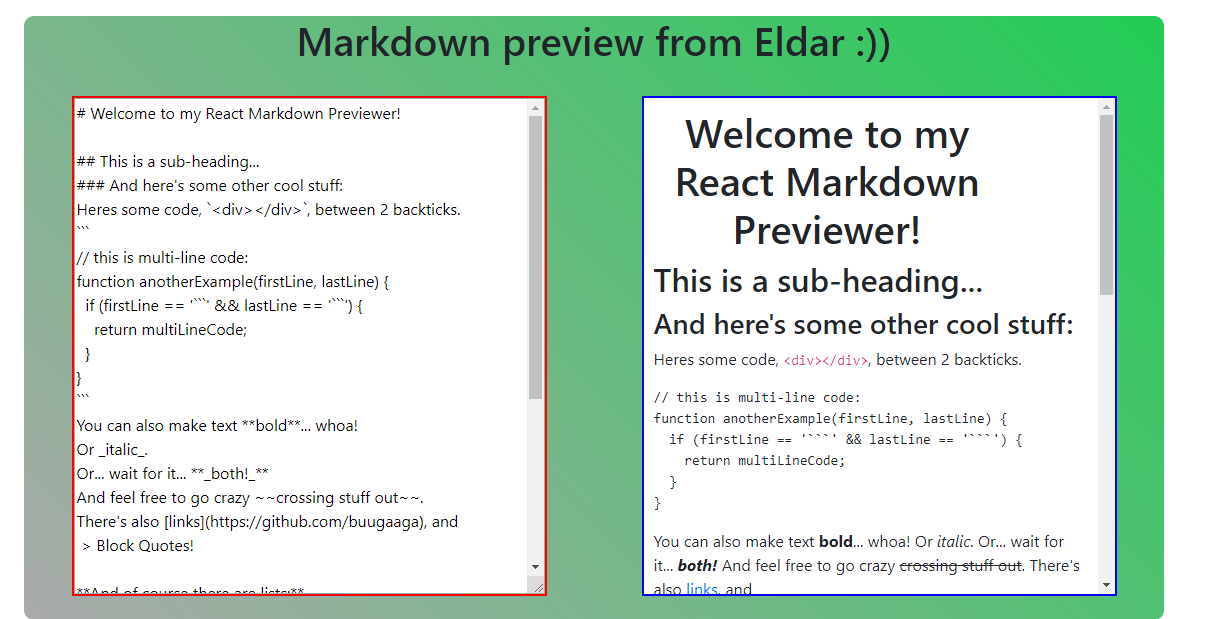 Markdown preview from Eldar :))
# Welcome to my React Markdown Previewer!
## This is a sub-heading...
### And here's some other cool stuff:
Heres some code, `<div></div>`, between 2 backticks.
```
// this is multi-line code:
function anotherExample(firstLine, lastLine) {
  if (firstLine == '```' && lastLine == '```') {
    return multiLineCode;
  }
}
```
You can also make text **bold**... whoa!
Or _italic_.
Or... wait for it... **_both!_**
And feel free to go crazy ~~crossing stuff out~~.
There's also [links](https://github.com/buugaaga), and
 > Block Quotes!
**And of course there are lists:**
Welcome to my
React Markdown
Previewer!
This is a sub-heading...
And here's some other cool stuff:
Heres some code, <div></div>, between 2 backticks.
// this is multi-line code:
function anotherExample(firstLine, lastLine) {
  if (firstLine == '```' && lastLine == '```') {
    return multiLineCode;
  }
}
You can also make text bold... whoa! Or italic. Or... wait for
it... both! And feel free to go crazy crossing stuff out. There's
also links, and